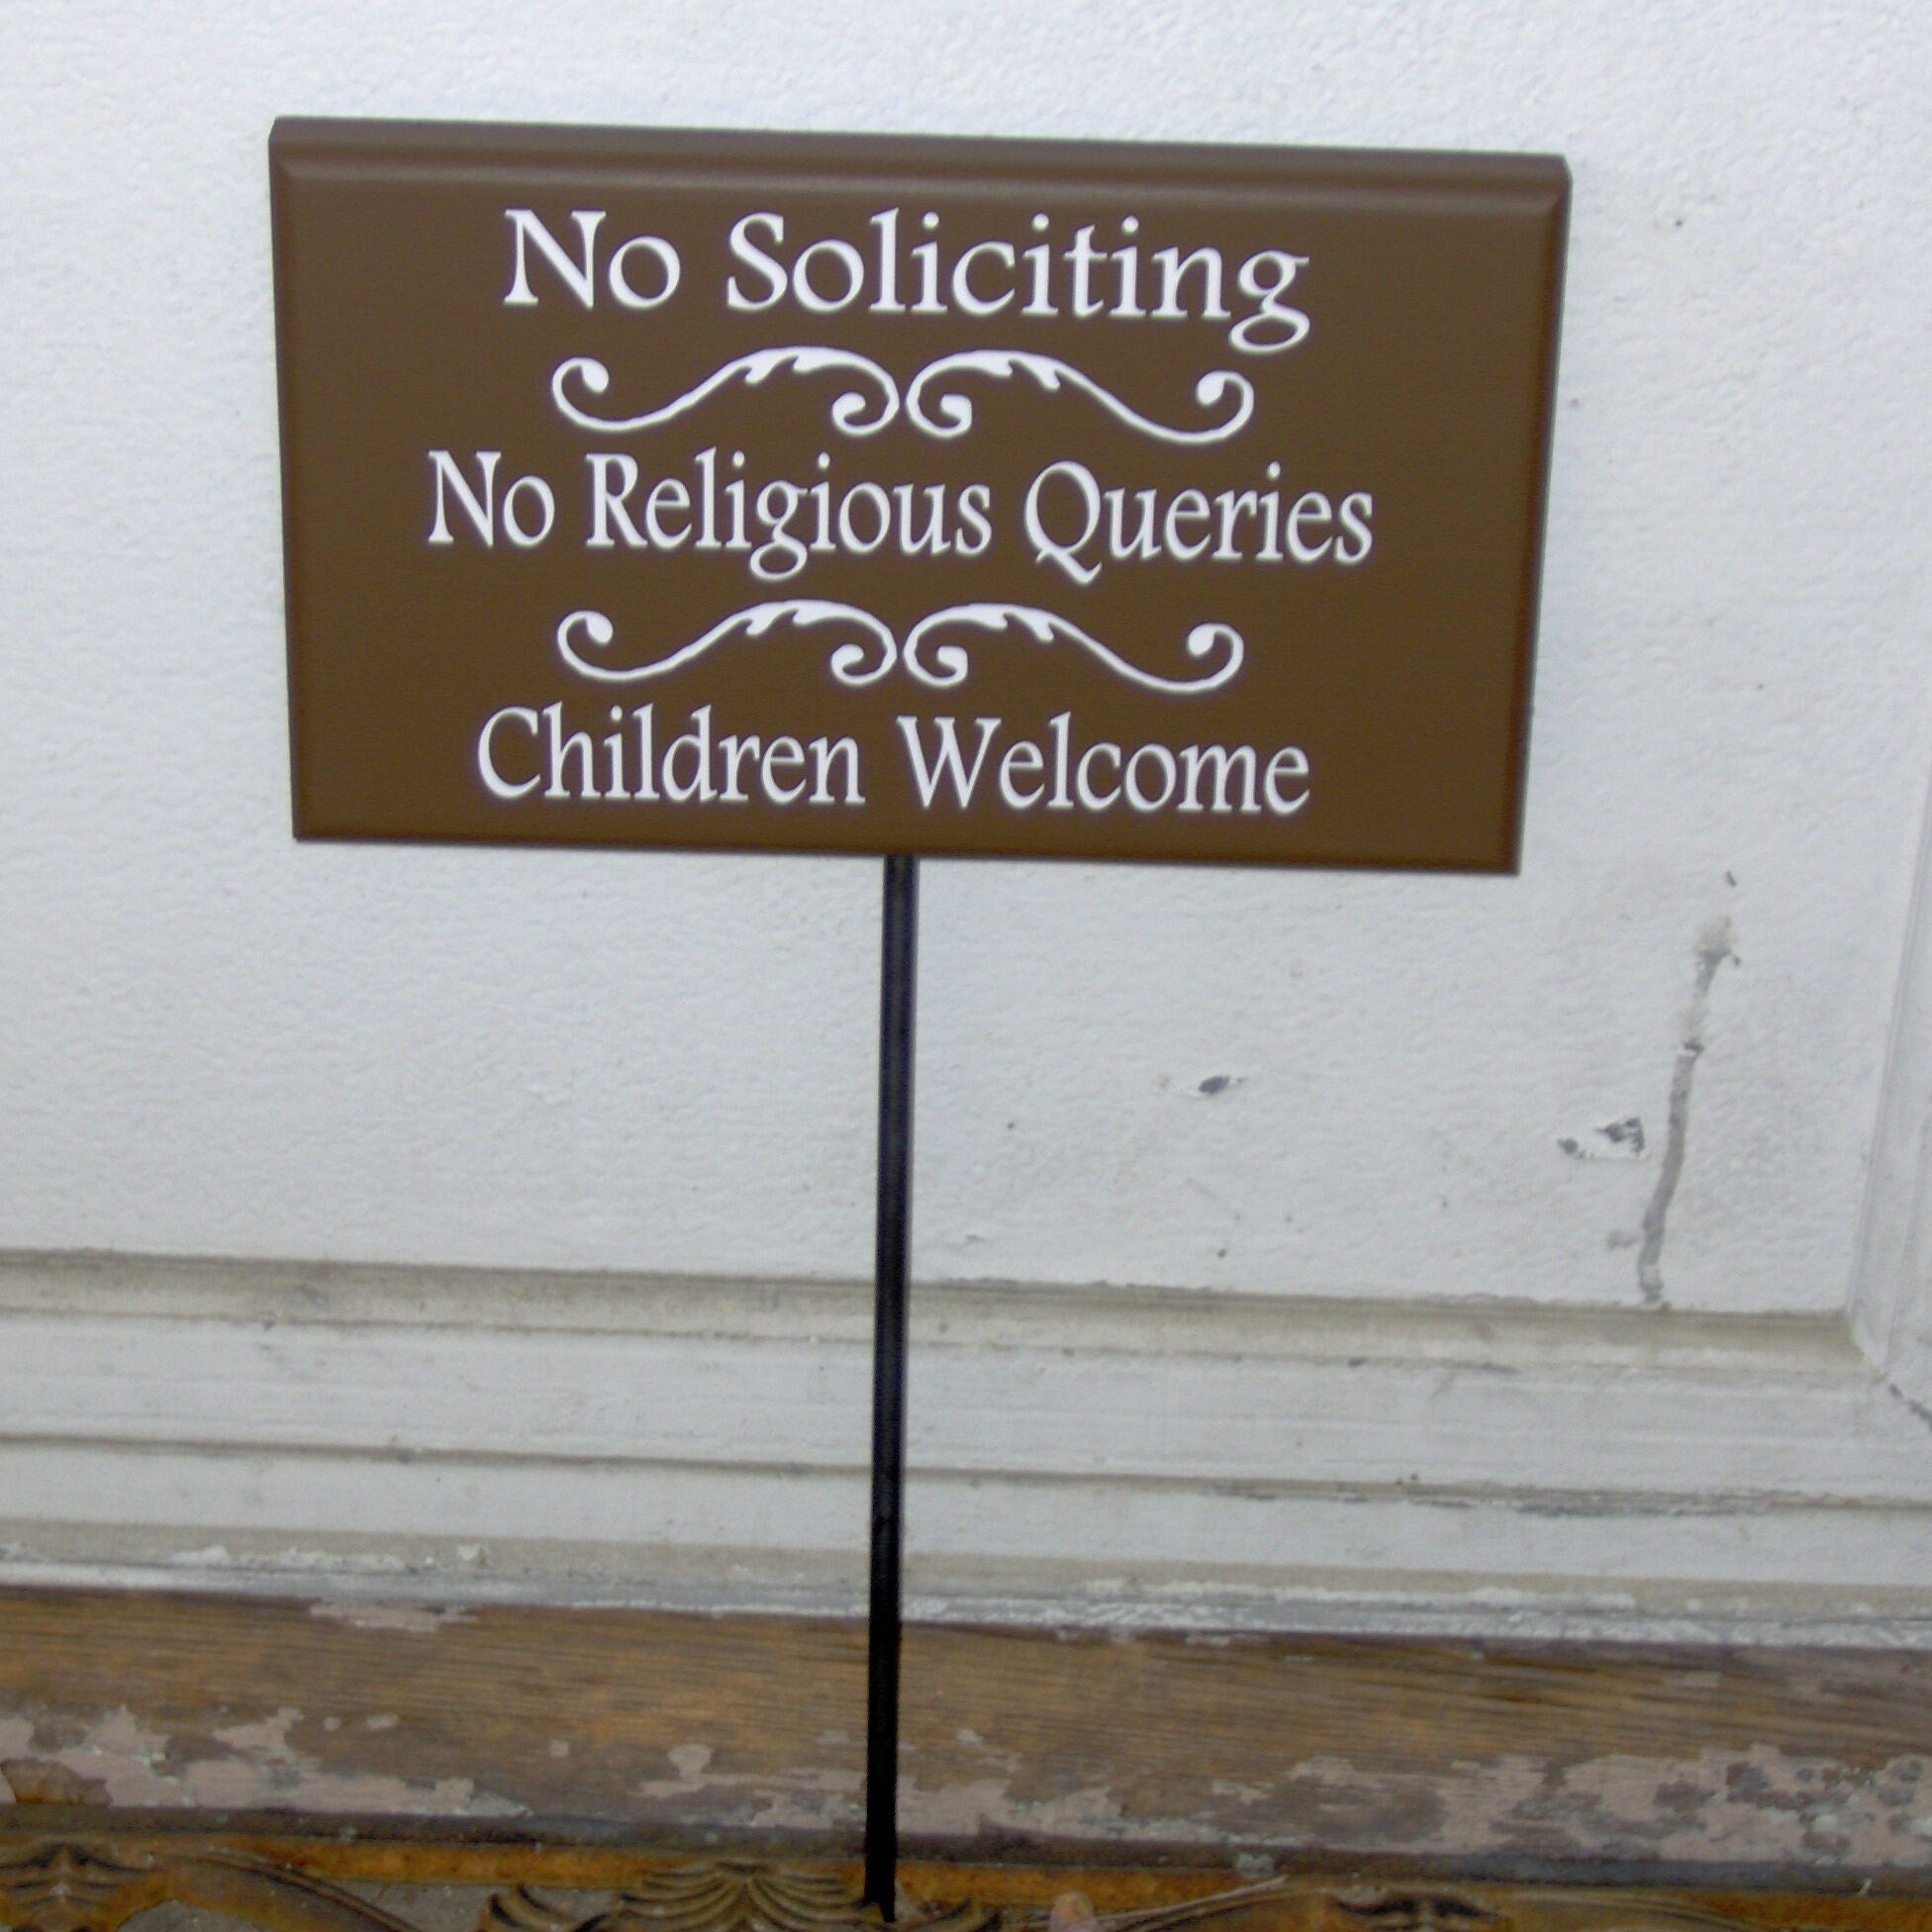 No Soliciting
No Religious Queries
Children Welcome